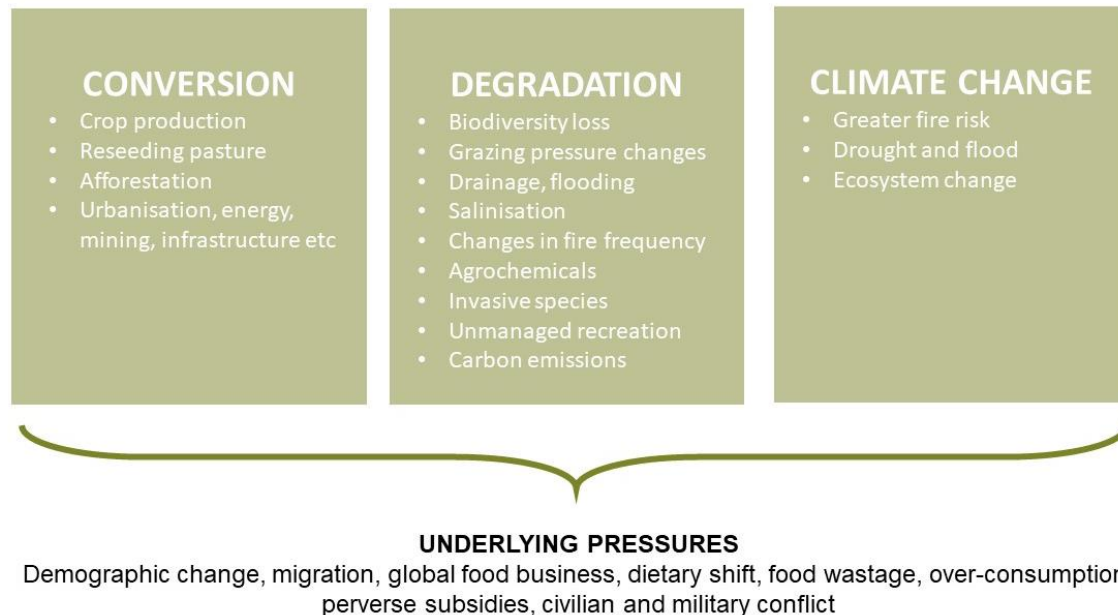 CONVERSION
• Crop production
• Reseeding pasture
• Afforestation
• Urbanisation, energy,
mining, infrastructure etc
DEGRADATION
• Biodiversity loss
• Grazing pressure changes
• Drainage, flooding
• Salinisation
• Changes in fire frequency
• Agrochemicals
• Invasive species
• Unmanaged recreation
• Carbon emissions
CLIMATE CHANGE
• Greater fire risk
• Drought and flood
• Ecosystem change
UNDERLYING PRESSURES
Demographic change, migration, global food business, dietary shift, food wastage, over-consumption
perverse subsidies, civilian and military conflict